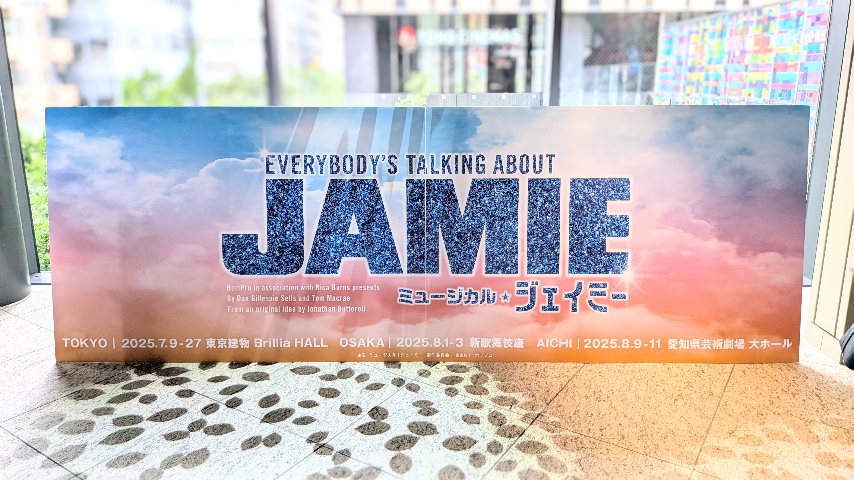 EVERYBODY'S TALKING ABOUT
JAMIE
Hori Pro in association with Nica Burns presents
By Dan Gillespie Sells and Tom Macrae
From an original idea by Jonathan Butterell
ミュージカル★ジェイミー
TOKYO | 2025.7.9-27 東京建物 Brillia HALL OSAKA | 2025.8.1-3 新歌舞伎座 AICHI | 2025.8.9-11 愛知県芸術劇場 大ホール